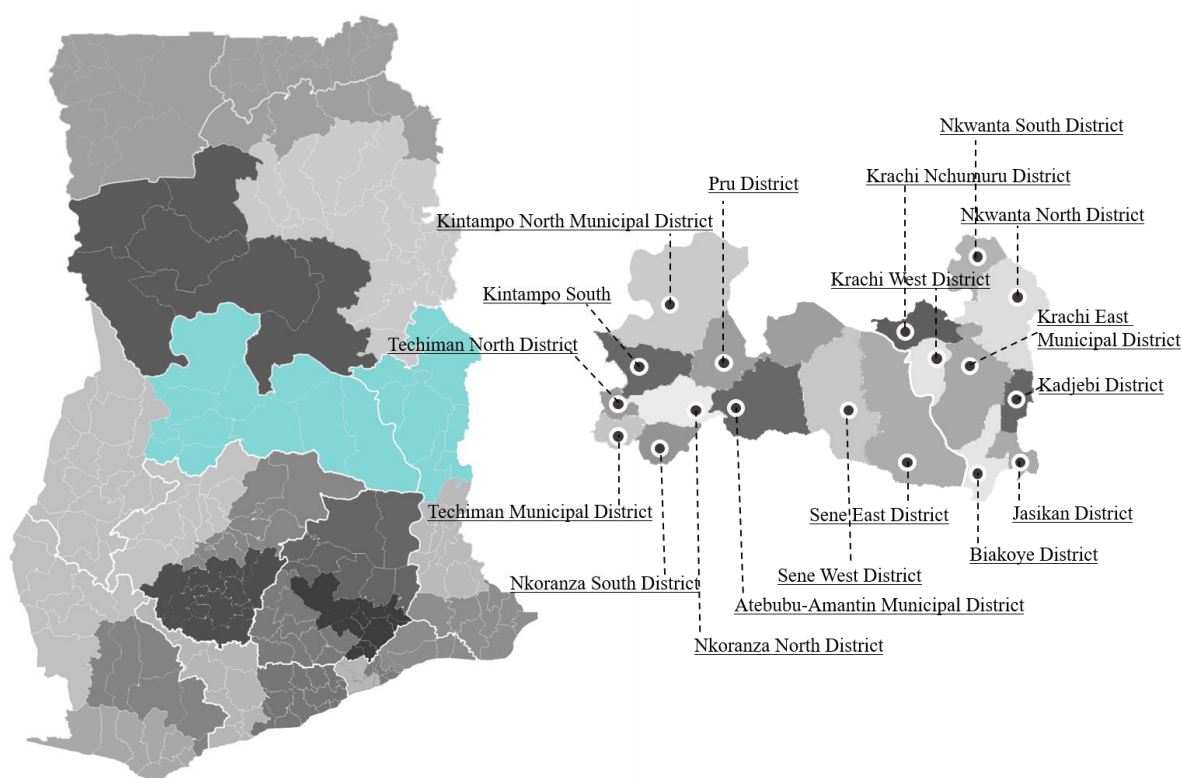 Nkwanta South District
Krachi Nchumuru District
Pru District
Nkwanta North District
Kintampo North Municipal District
Krachi West District
Kintampo South
Krachi East
Municipal District
Techiman North District
Kadjebi District
Techiman Municipal District
Sene East District
Jasikan District
Biakoye District
Sene West District
Nkoranza South District
Atebubu-Amantin Municipal District
Nkoranza North District